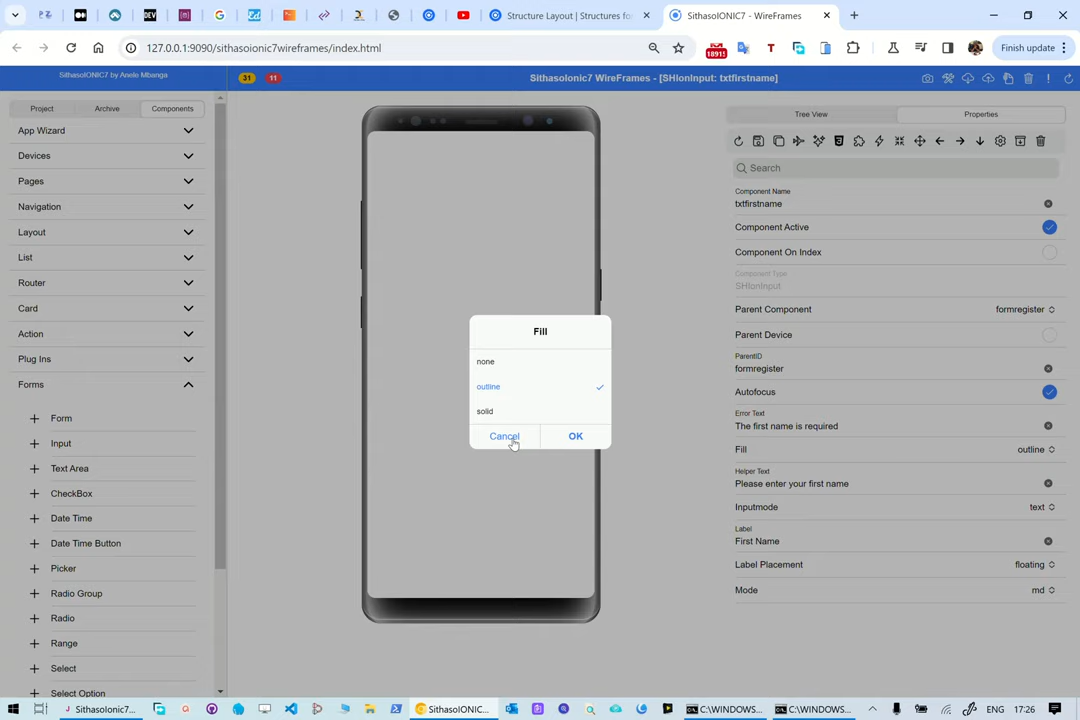 Structure Layout | Structures for
SithasoIONIC7 - WireFrames
127.0.0.1:9090/sithasoionic7wireframes/index.html
18915
Finish update
SithasoIONIC7 by Anele Mbanga
31
11
SithasoIonic7 WireFrames - [SHIonInput: txtfirstname]
Project
Archive
Components
Tree View
Properties
App Wizard
Devices
Pages
Navigation
Layout
List
Router
Card
Action
Plug Ins
Forms
Form
Input
Text Area
CheckBox
Date Time
Date Time Button
Picker
Radio Group
Radio
Range
Select
Select Option
Fill
none
outline
solid
Cancel
OK
Search
Component Name
txtfirstname
Component Active
Component On Index
Component Type
SHIonInput
Parent Component
formregister
Parent Device
ParentID
formregister
Autofocus
Error Text
The first name is required
Fill
outline
Helper Text
Please enter your first name
Inputmode
text
Label
First Name
Label Placement
floating
Mode
md
SithasoIonic7...
SithasoIONIC...
C:\WINDOWS...
C:\WINDOWS...
ENG
17:26